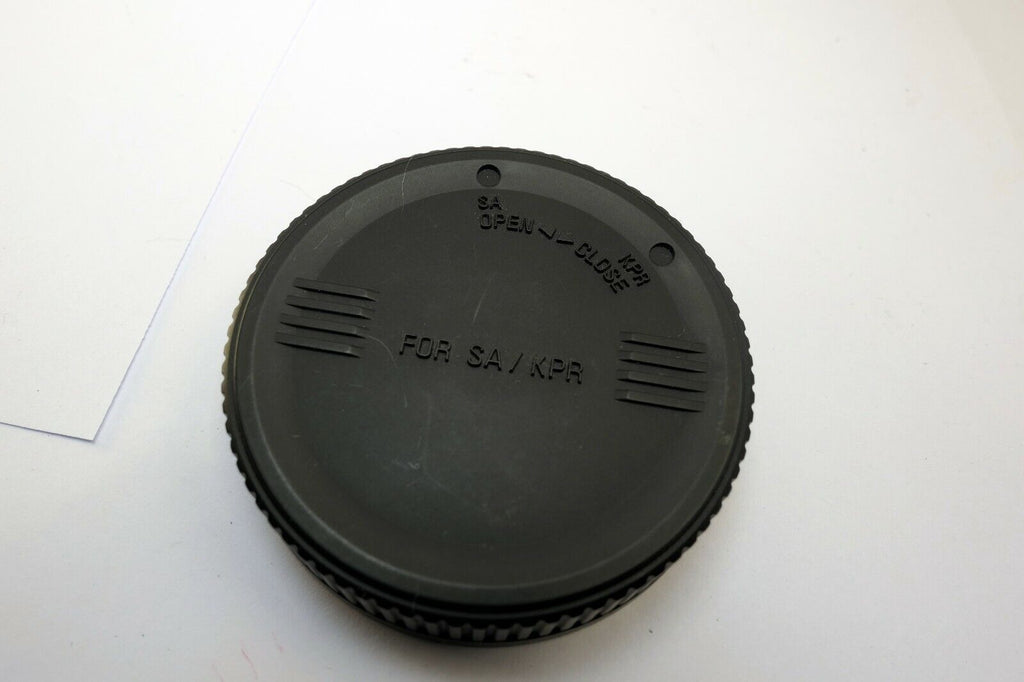 SA
OPEN
CLOSE
KPR
FOR SA / KPR